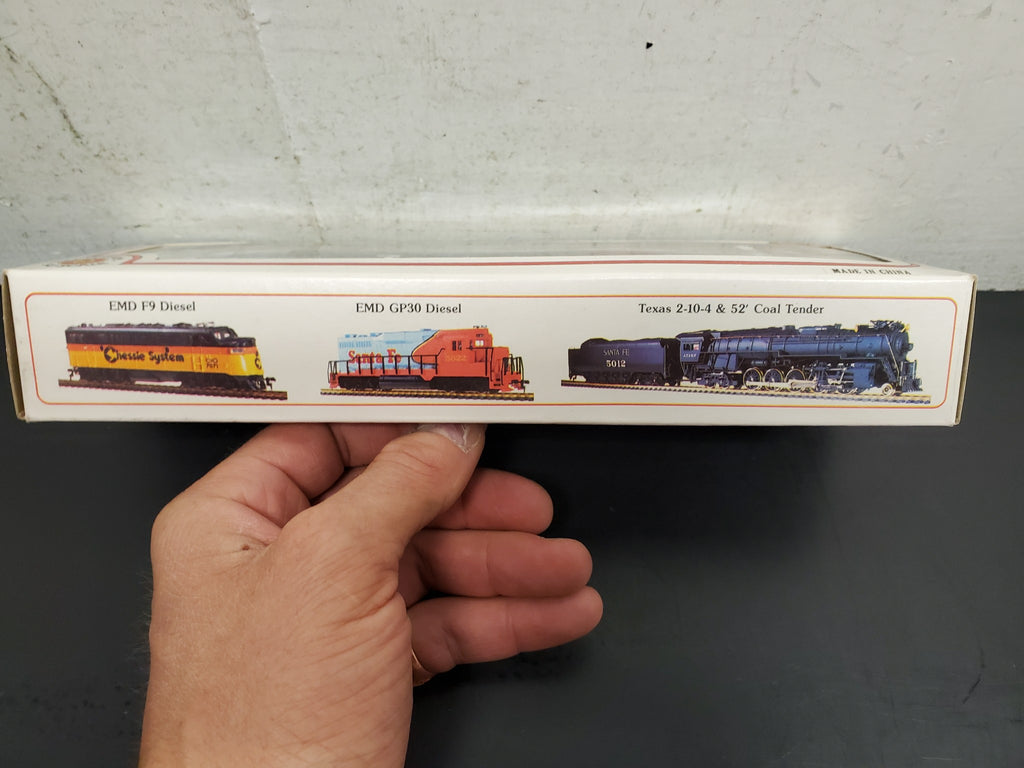 MADE IN CHINA
EMD F9 Diesel
EMD GP30 Diesel
Texas 2-10-4 & 52' Coal Tender
Chessie System
Santa Fe
5022
SANTA FE
5012